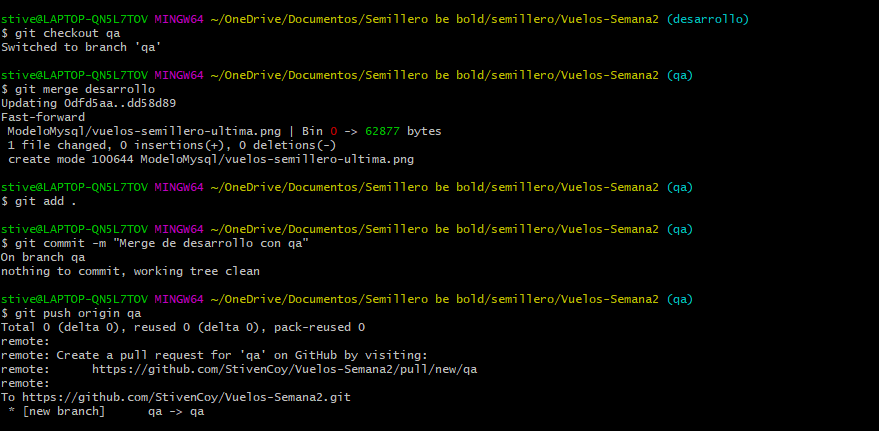 stive@LAPTOP-QN5L7TOV MINGW64 ~/OneDrive/Documentos/Semillero be bold/semillero/Vuelos-Semana2 (desarrollo)
$ git checkout qa
Switched to branch 'qa'
stive@LAPTOP-QN5L7TOV MINGW64 ~/OneDrive/Documentos/Semillero be bold/semillero/Vuelos-Semana2 (qa)
$ git merge desarrollo
Updating 0dfd5aa..dd58d89
Fast-forward
 ModeloMysql/vuelos-semillero-ultima.png | Bin 0 -> 62877 bytes
 1 file changed, 0 insertions(+), 0 deletions(-)
 create mode 100644 ModeloMysql/vuelos-semillero-ultima.png
stive@LAPTOP-QN5L7TOV MINGW64 ~/OneDrive/Documentos/Semillero be bold/semillero/Vuelos-Semana2 (qa)
$ git add .
stive@LAPTOP-QN5L7TOV MINGW64 ~/OneDrive/Documentos/Semillero be bold/semillero/Vuelos-Semana2 (qa)
$ git commit -m "Merge de desarrollo con qa"
On branch qa
nothing to commit, working tree clean
stive@LAPTOP-QN5L7TOV MINGW64 ~/OneDrive/Documentos/Semillero be bold/semillero/Vuelos-Semana2 (qa)
$ git push origin qa
Total 0 (delta 0), reused 0 (delta 0), pack-reused 0
remote:
remote: Create a pull request for 'qa' on GitHub by visiting:
remote:      https://github.com/StivenCoy/Vuelos-Semana2/pull/new/qa
remote:
To https://github.com/StivenCoy/Vuelos-Semana2.git
 * [new branch]      qa -> qa